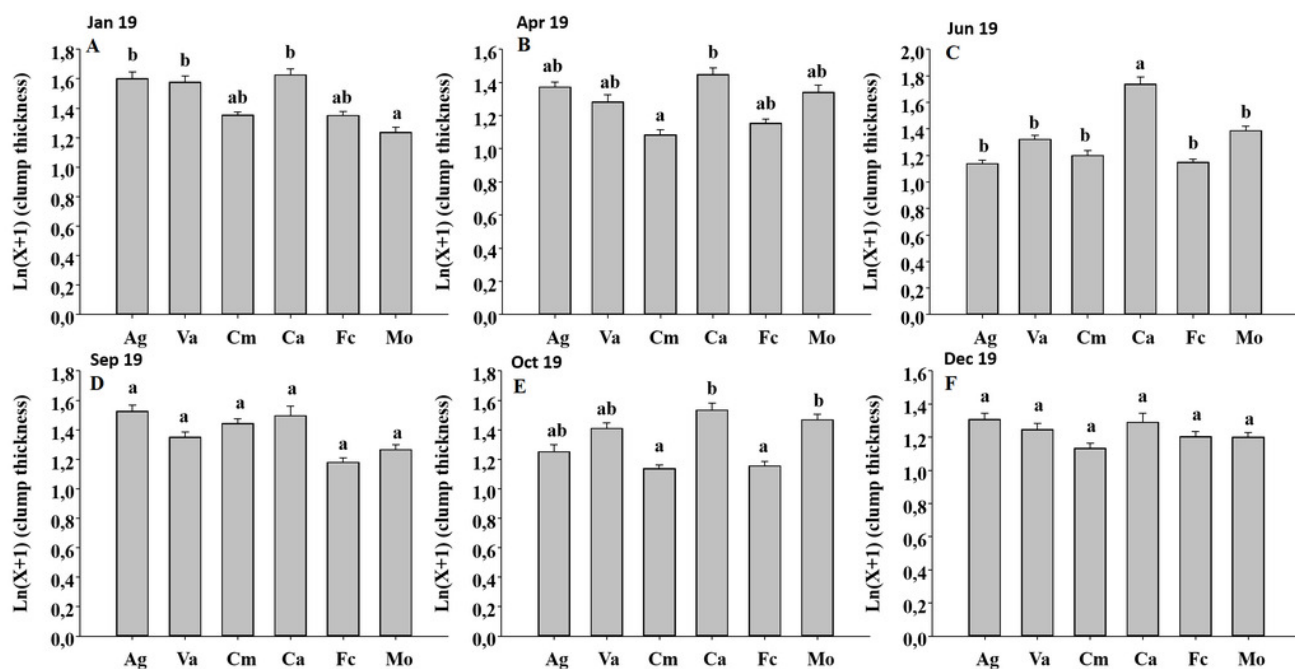 Jan 19
A
Ln(X+1) (clump thickness)
1,8
1,6
1,4
1,2
1,0
0,8
0,6
0,4
0,2
0,0
b b ab b ab a
Ag Va Cm Ca Fc Mo
Apr 19
B
Ln(X+1) (clump thickness)
1,6
1,4
1,2
1,0
0,8
0,6
0,4
0,2
0,0
ab ab a b ab ab
Ag Va Cm Ca Fc Mo
Jun 19
C
Ln(X+1) (clump thickness)
2,0
1,8
1,6
1,4
1,2
1,0
0,8
0,6
0,4
0,2
0,0
b b b a b b
Ag Va Cm Ca Fc Mo
Sep 19
D
Ln(X+1) (clump thickness)
1,8
1,6
1,4
1,2
1,0
0,8
0,6
0,4
0,2
0,0
a a a a a a
Ag Va Cm Ca Fc Mo
Oct 19
E
Ln(X+1) (clump thickness)
1,8
1,6
1,4
1,2
1,0
0,8
0,6
0,4
0,2
0,0
ab ab a b a b
Ag Va Cm Ca Fc Mo
Dec 19
F
Ln(X+1) (clump thickness)
1,6
1,4
1,2
1,0
0,8
0,6
0,4
0,2
0,0
a a a a a a
Ag Va Cm Ca Fc Mo